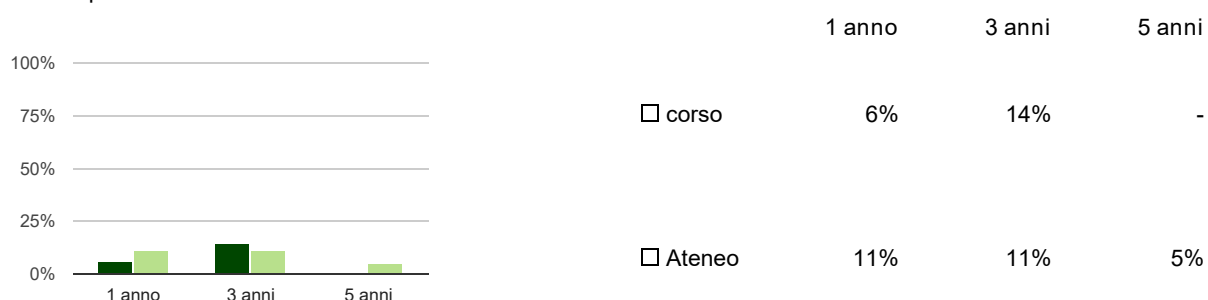 1 anno 3 anni 5 anni
100%
75%
50%
25%
0%
1 anno 3 anni 5 anni
corso 6% 14% -
Ateneo 11% 11% 5%